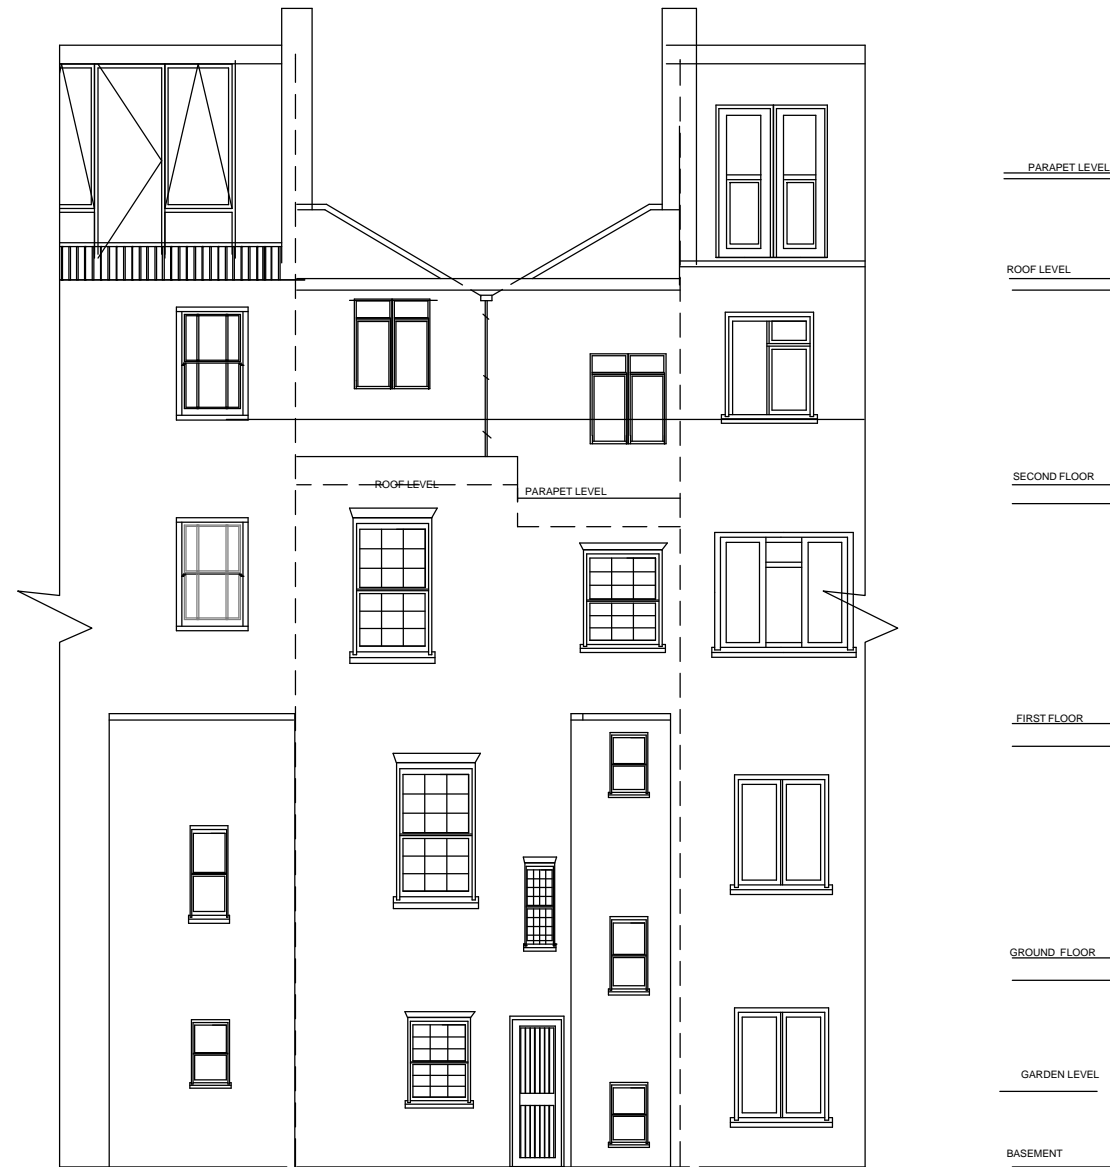 PARAPET LEVEL
ROOF LEVEL
SECOND FLOOR
ROOF LEVEL
PARAPET LEVEL
FIRST FLOOR
GROUND FLOOR
GARDEN LEVEL
BASEMENT